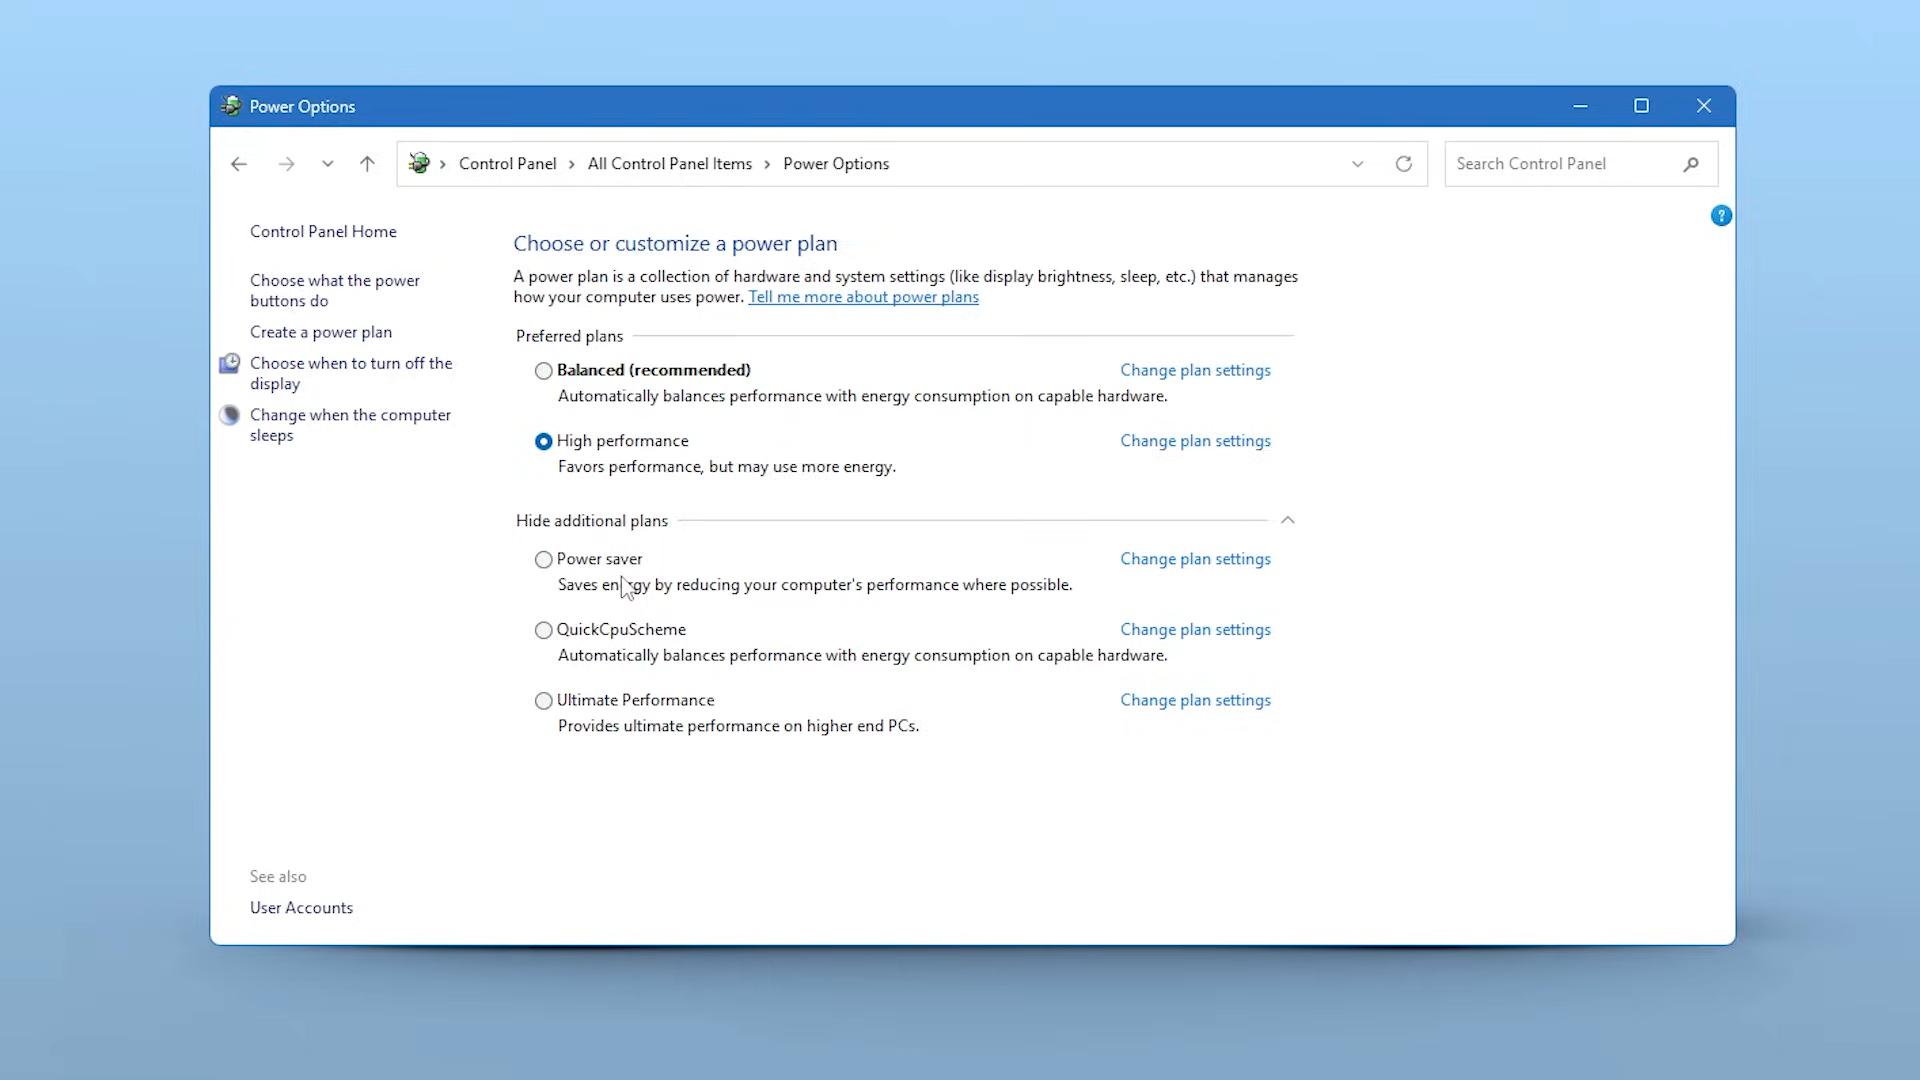 Power Options
Control Panel > All Control Panel Items > Power Options
Search Control Panel
?
Control Panel Home
Choose what the power
buttons do
Create a power plan
Choose when to turn off the
display
Change when the computer
sleeps
Choose or customize a power plan
A power plan is a collection of hardware and system settings (like display brightness, sleep, etc.) that manages
how your computer uses power. Tell me more about power plans
Preferred plans
Balanced (recommended) Change plan settings
Automatically balances performance with energy consumption on capable hardware.
High performance Change plan settings
Favors performance, but may use more energy.
Hide additional plans
Power saver Change plan settings
Saves energy by reducing your computer's performance where possible.
QuickCpuScheme Change plan settings
Automatically balances performance with energy consumption on capable hardware.
Ultimate Performance Change plan settings
Provides ultimate performance on higher end PCs.
See also
User Accounts